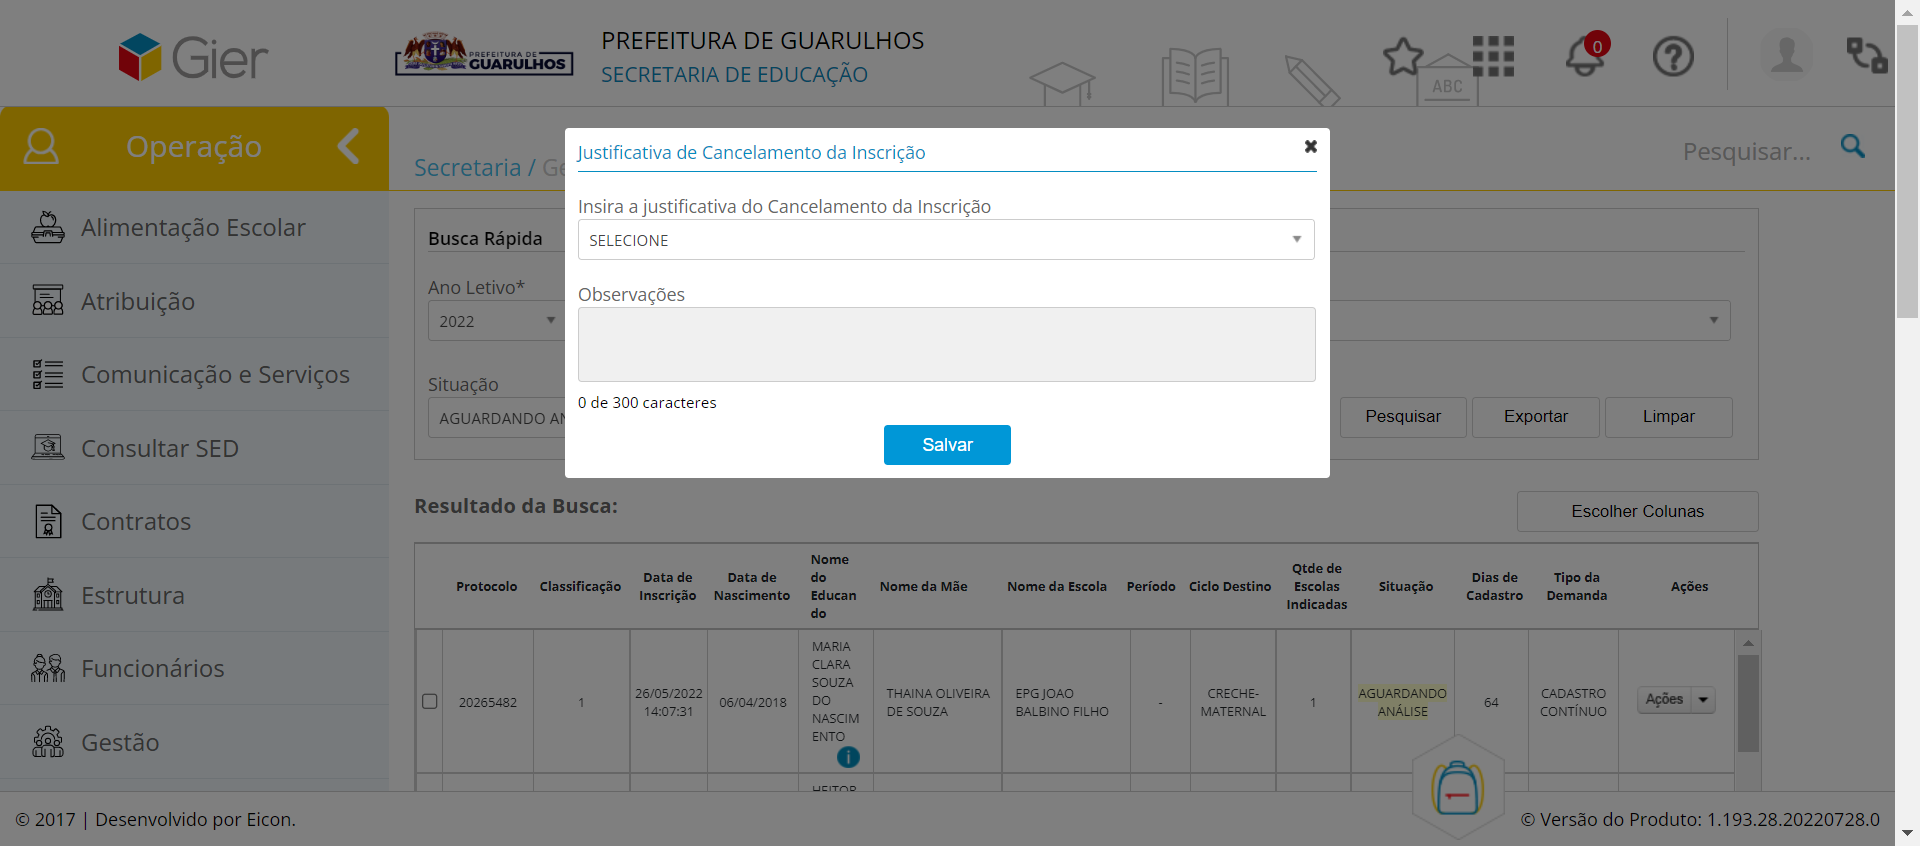 Gier
PREFEITURA DE
GUARULHOS
PREFEITURA DE GUARULHOS
SECRETARIA DE EDUCAÇÃO
ABC
0
Operação
Secretaria / Ge
Pesquisar...
Alimentação Escolar
Atribuição
Comunicação e Serviços
Consultar SED
Contratos
Estrutura
Funcionários
Gestão
Justificativa de Cancelamento da Inscrição
Insira a justificativa do Cancelamento da Inscrição
SELECIONE
Observações
0 de 300 caracteres
Salvar
Busca Rápida
Ano Letivo*
2022
Situação
AGUARDANDO AN
Pesquisar
Exportar
Limpar
Resultado da Busca:
Escolher Colunas
Protocolo
Classificação
Data de
Inscrição
Data de
Nascimento
Nome
do
Educan
do
Nome da Mãe
Nome da Escola
Período
Ciclo Destino
Qtde de
Escolas
Indicadas
Situação
Dias de
Cadastro
Tipo da
Demanda
Ações
20265482
1
26/05/2022
14:07:31
06/04/2018
MARIA
CLARA
SOUZA
DO
NASCIM
ENTO
THAINA OLIVEIRA
DE SOUZA
EPG JOAO
BALBINO FILHO
-
CRECHE-
MATERNAL
1
AGUARDANDO
ANÁLISE
64
CADASTRO
CONTÍNUO
Ações
HEITOR
© 2017 | Desenvolvido por Eicon.
© Versão do Produto: 1.193.28.20220728.0